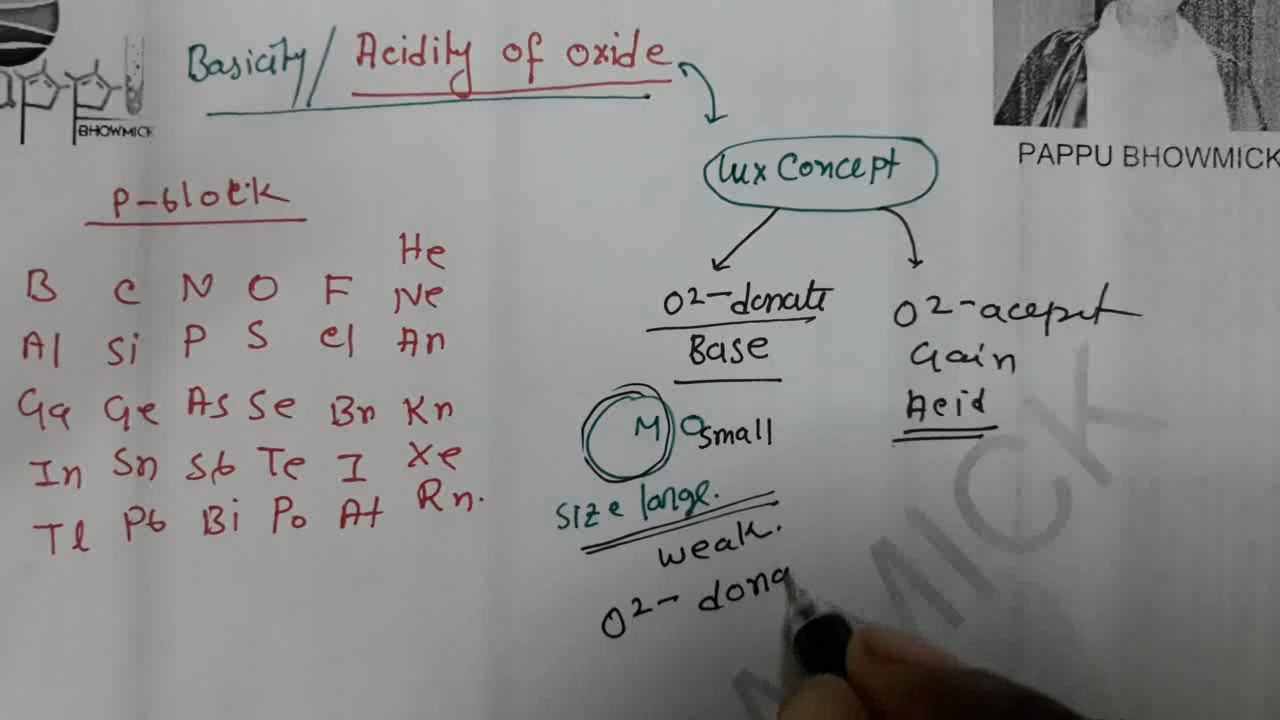 Basicity/Acidity of oxide
BHOWMICK
PAPPU BHOWMICK
Lux Concept
P-block
He
B C N O F Ne
Al Si P S Cl Ar
Ga Ge As Se Br Kr
In Sn Sb Te I Xe
Tl Pb Bi Po At Rn.
O2-donate
Base
O2-acepct
Gain
Acid
M O small
size large.
weak.
O2- dona
MICK